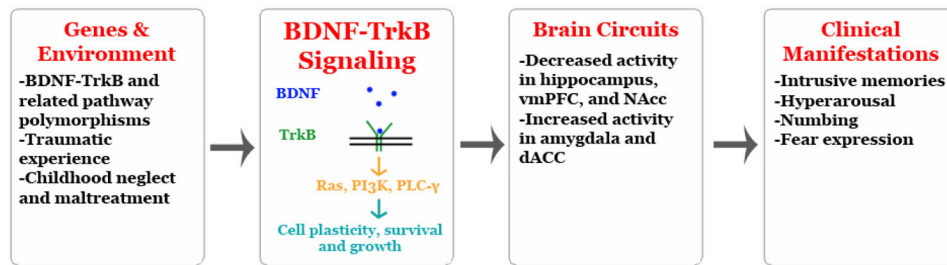 Genes &
Environment
-BDNF-TrkB and
related pathway
polymorphisms
-Traumatic
experience
-Childhood neglect
and maltreatment
BDNF-TrkB
Signaling
BDNF
TrkB
Ras, PI3K, PLC-γ
Cell plasticity, survival
and growth
Brain Circuits
-Decreased activity
in hippocampus,
vmPFC, and NAcc
-Increased activity
in amygdala and
dACC
Clinical
Manifestations
-Intrusive memories
-Hyperarousal
-Numbing
-Fear expression